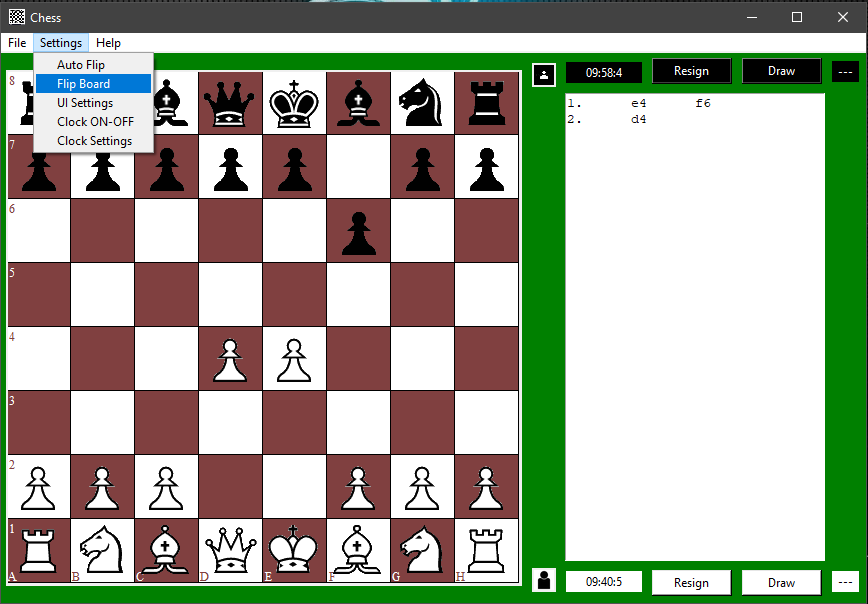 Chess
File Settings Help
Auto Flip
Flip Board
UI Settings
Clock ON-OFF
Clock Settings
09:58:4 Resign Draw ---
1. e4 f6
2. d4
8
7
6
5
4
3
2
1
A B C D E F G H
09:40:5 Resign Draw ---